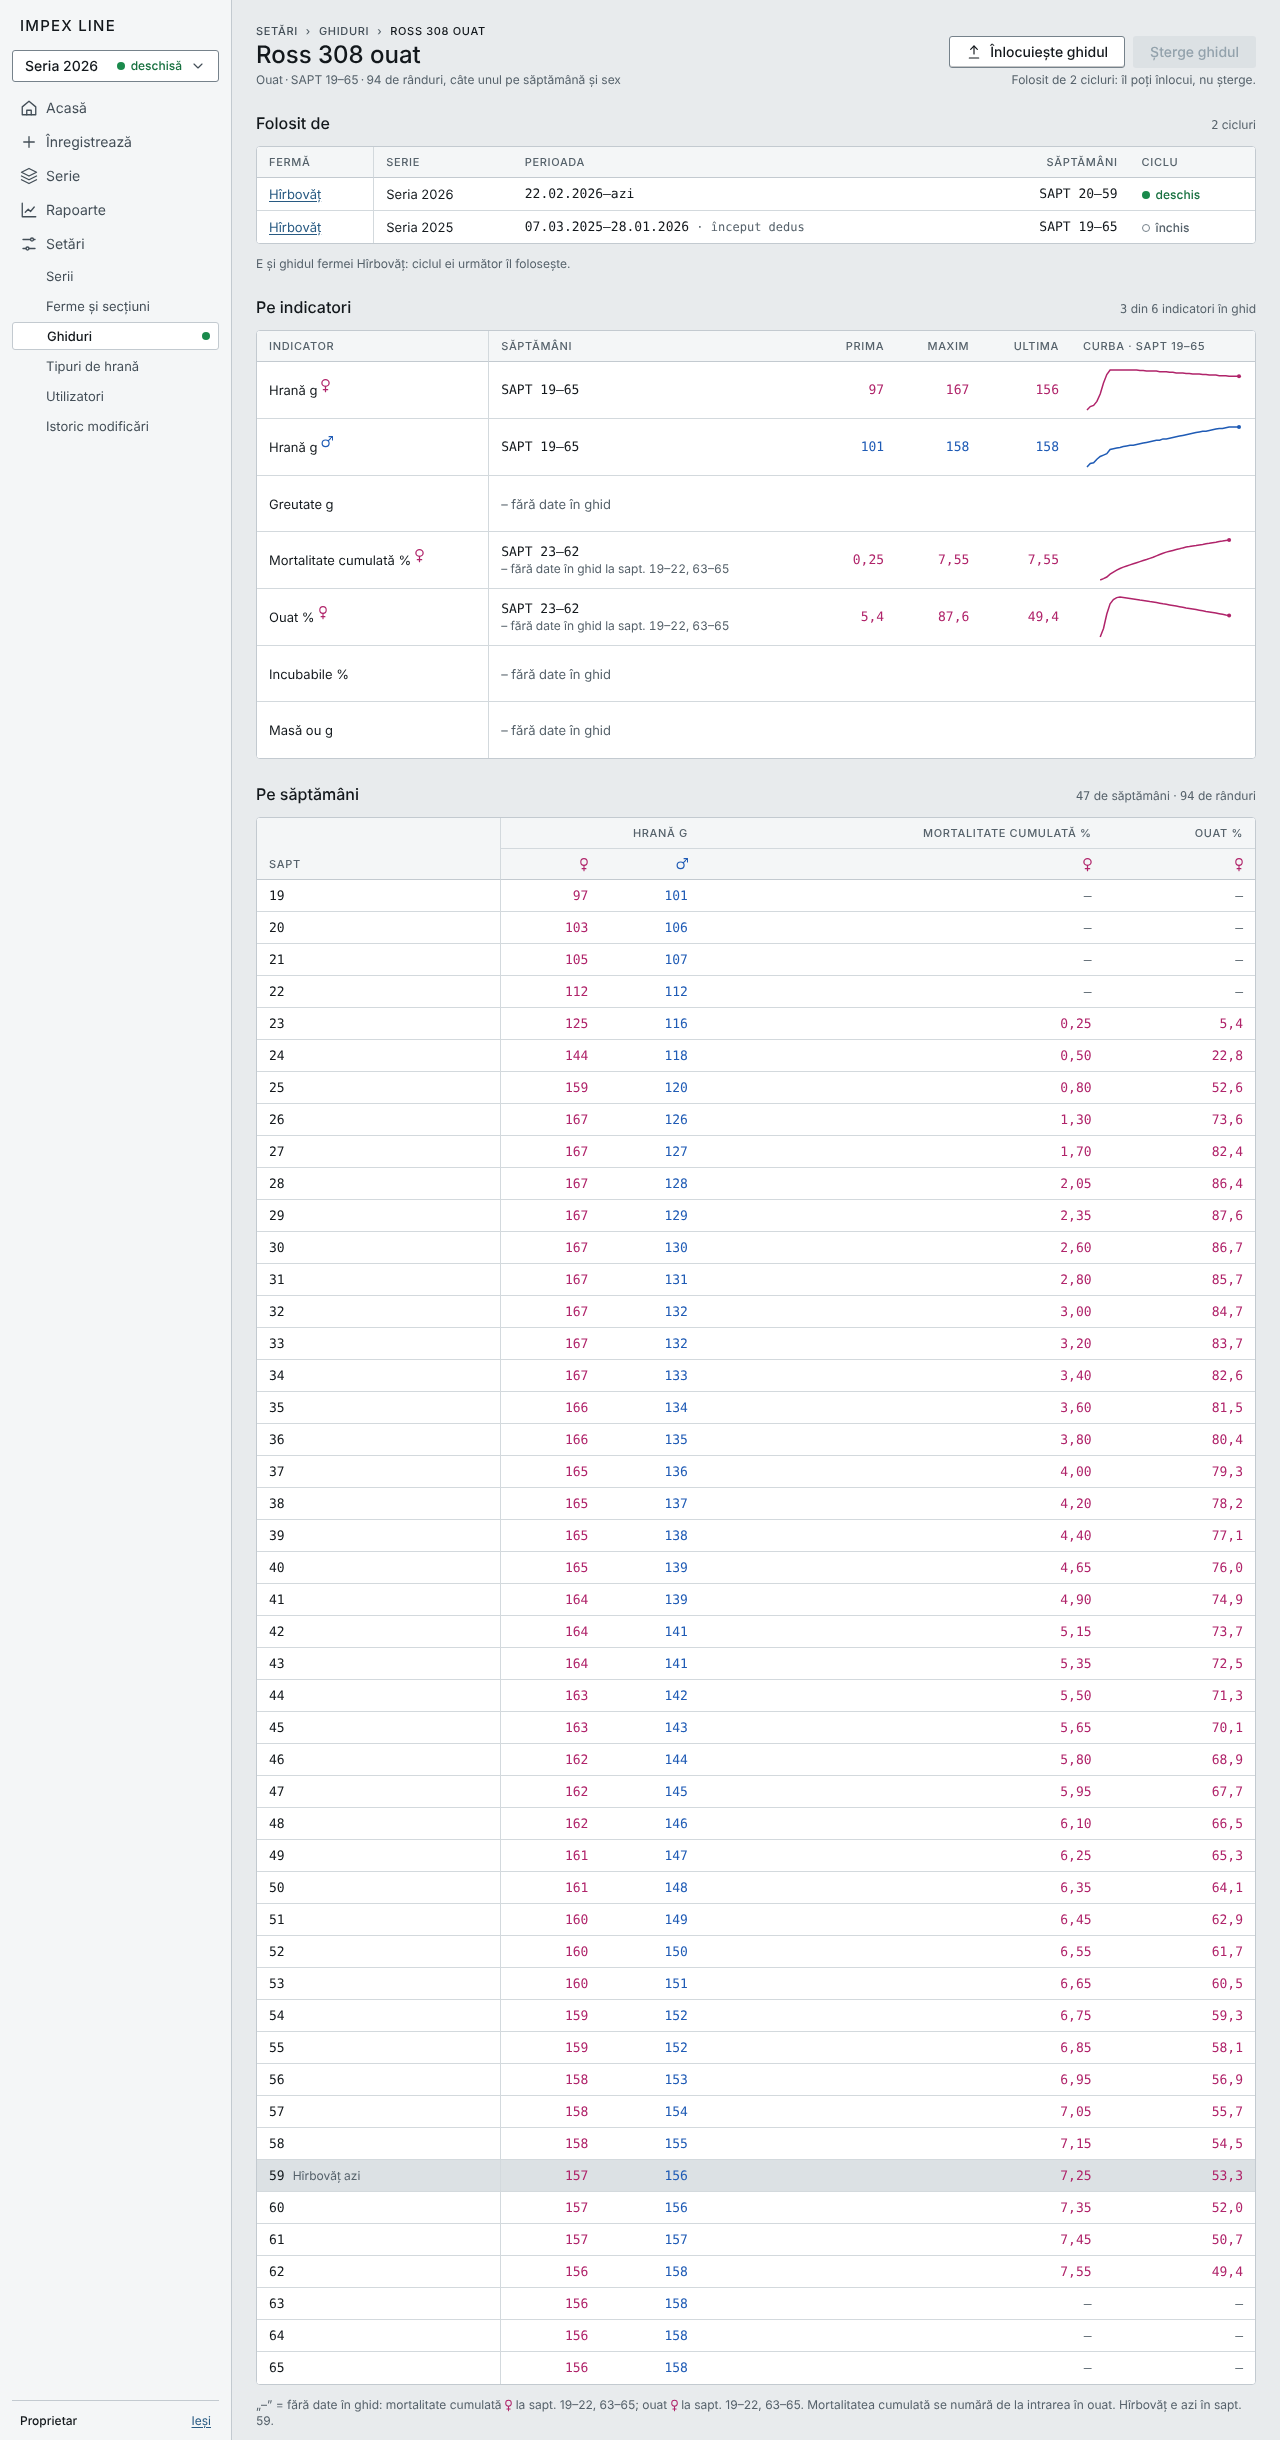 IMPEX LINE
Seria 2026 deschisă
Acasă
Înregistrează
Serie
Rapoarte
Setări
Serii
Ferme și secțiuni
Ghiduri
Tipuri de hrană
Utilizatori
Istoric modificări
Proprietar Ieși
SETĂRI › GHIDURI › ROSS 308 OUAT
Ross 308 ouat
Ouat · SAPT 19–65 · 94 de rânduri, câte unul pe săptămână și sex
Înlocuiește ghidul Șterge ghidul
Folosit de 2 cicluri: îl poți înlocui, nu șterge.
Folosit de 2 cicluri
FERMĂ SERIE PERIOADA SĂPTĂMÂNI CICLU
Hîrbovăț Seria 2026 22.02.2026–azi SAPT 20–59 deschis
Hîrbovăț Seria 2025 07.03.2025–28.01.2026 · început dedus SAPT 19–65 închis
E și ghidul fermei Hîrbovăț: ciclul ei următor îl folosește.
Pe indicatori 3 din 6 indicatori în ghid
INDICATOR SĂPTĂMÂNI PRIMA MAXIM ULTIMA CURBA · SAPT 19–65
Hrană g ♀ SAPT 19–65 97 167 156
Hrană g ♂ SAPT 19–65 101 158 158
Greutate g – fără date în ghid
Mortalitate cumulată % ♀ SAPT 23–62 0,25 7,55 7,55
– fără date în ghid la sapt. 19–22, 63–65
Ouat % ♀ SAPT 23–62 5,4 87,6 49,4
– fără date în ghid la sapt. 19–22, 63–65
Incubabile % – fără date în ghid
Masă ou g – fără date în ghid
Pe săptămâni 47 de săptămâni · 94 de rânduri
HRANĂ G MORTALITATE CUMULATĂ % OUAT %
SAPT ♀ ♂ ♀ ♀
19 97 101 – –
20 103 106 – –
21 105 107 – –
22 112 112 – –
23 125 116 0,25 5,4
24 144 118 0,50 22,8
25 159 120 0,80 52,6
26 167 126 1,30 73,6
27 167 127 1,70 82,4
28 167 128 2,05 86,4
29 167 129 2,35 87,6
30 167 130 2,60 86,7
31 167 131 2,80 85,7
32 167 132 3,00 84,7
33 167 132 3,20 83,7
34 167 133 3,40 82,6
35 166 134 3,60 81,5
36 166 135 3,80 80,4
37 165 136 4,00 79,3
38 165 137 4,20 78,2
39 165 138 4,40 77,1
40 165 139 4,65 76,0
41 164 139 4,90 74,9
42 164 141 5,15 73,7
43 164 141 5,35 72,5
44 163 142 5,50 71,3
45 163 143 5,65 70,1
46 162 144 5,80 68,9
47 162 145 5,95 67,7
48 162 146 6,10 66,5
49 161 147 6,25 65,3
50 161 148 6,35 64,1
51 160 149 6,45 62,9
52 160 150 6,55 61,7
53 160 151 6,65 60,5
54 159 152 6,75 59,3
55 159 152 6,85 58,1
56 158 153 6,95 56,9
57 158 154 7,05 55,7
58 158 155 7,15 54,5
59 Hîrbovăț azi 157 156 7,25 53,3
60 157 156 7,35 52,0
61 157 157 7,45 50,7
62 156 158 7,55 49,4
63 156 158 – –
64 156 158 – –
65 156 158 – –
„–” = fără date în ghid: mortalitate cumulată ♀ la sapt. 19–22, 63–65; ouat ♀ la sapt. 19–22, 63–65. Mortalitatea cumulată se numără de la intrarea în ouat. Hîrbovăț e azi în sapt.
59.